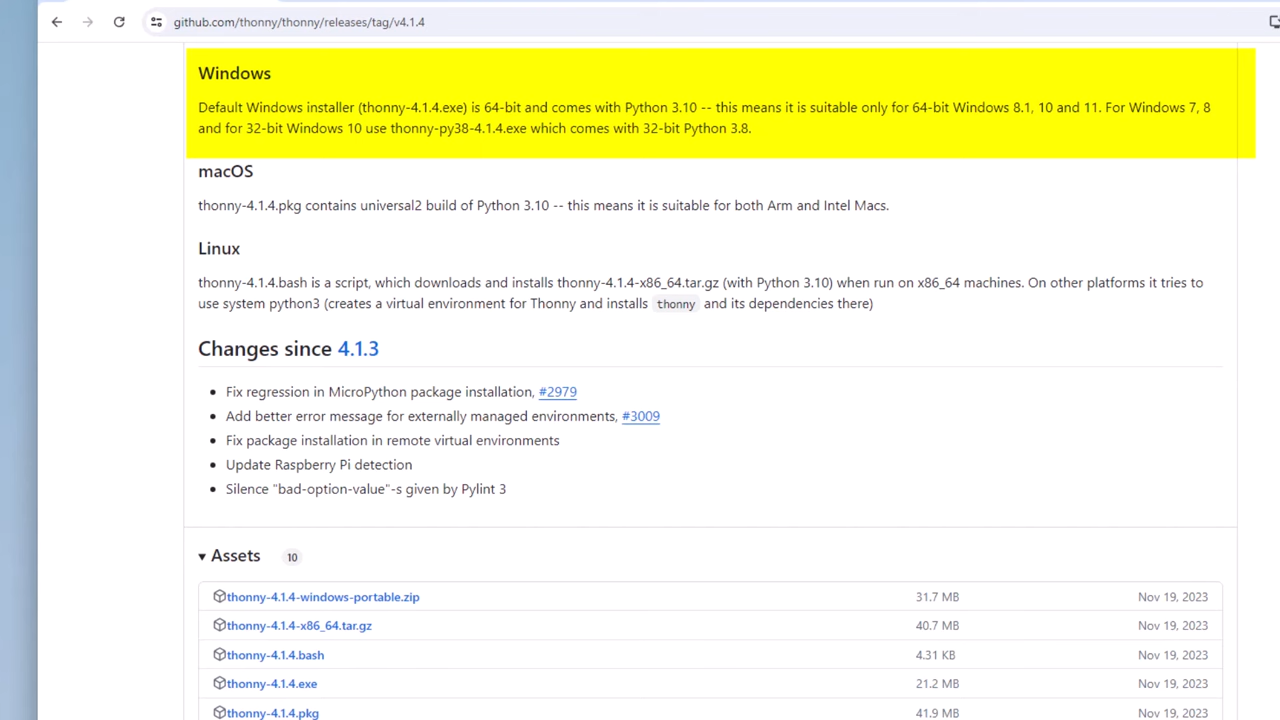 github.com/thonny/thonny/releases/tag/v4.1.4
Windows
Default Windows installer (thonny-4.1.4.exe) is 64-bit and comes with Python 3.10 -- this means it is suitable only for 64-bit Windows 8.1, 10 and 11. For Windows 7, 8
and for 32-bit Windows 10 use thonny-py38-4.1.4.exe which comes with 32-bit Python 3.8.
macOS
thonny-4.1.4.pkg contains universal2 build of Python 3.10 -- this means it is suitable for both Arm and Intel Macs.
Linux
thonny-4.1.4.bash is a script, which downloads and installs thonny-4.1.4-x86_64.tar.gz (with Python 3.10) when run on x86_64 machines. On other platforms it tries to
use system python3 (creates a virtual environment for Thonny and installs thonny and its dependencies there)
Changes since 4.1.3
Fix regression in MicroPython package installation, #2979
Add better error message for externally managed environments, #3009
Fix package installation in remote virtual environments
Update Raspberry Pi detection
Silence "bad-option-value"-s given by Pylint 3
Assets 10
thonny-4.1.4-windows-portable.zip 31.7 MB Nov 19, 2023
thonny-4.1.4-x86_64.tar.gz 40.7 MB Nov 19, 2023
thonny-4.1.4.bash 4.31 KB Nov 19, 2023
thonny-4.1.4.exe 21.2 MB Nov 19, 2023
thonny-4.1.4.pkg 41.9 MB Nov 19, 2023